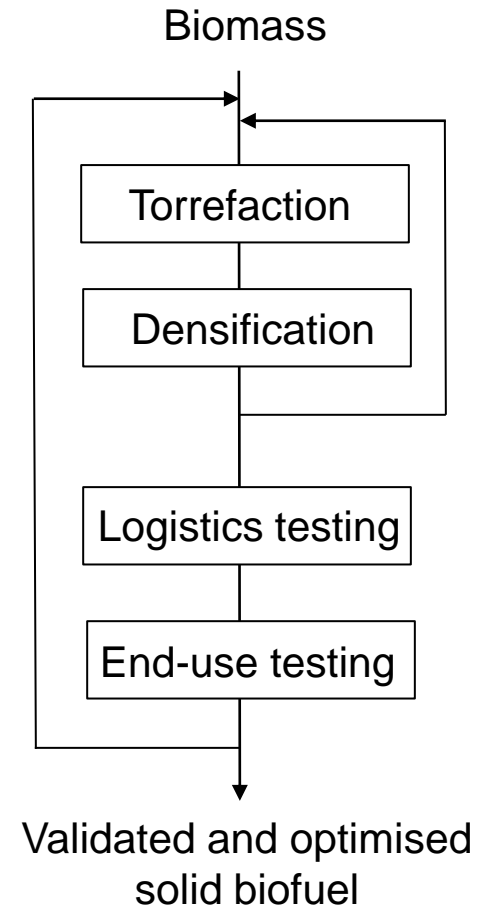 Biomass
Torrefaction
Densification
Logistics testing
End-use testing
Validated and optimised
solid biofuel